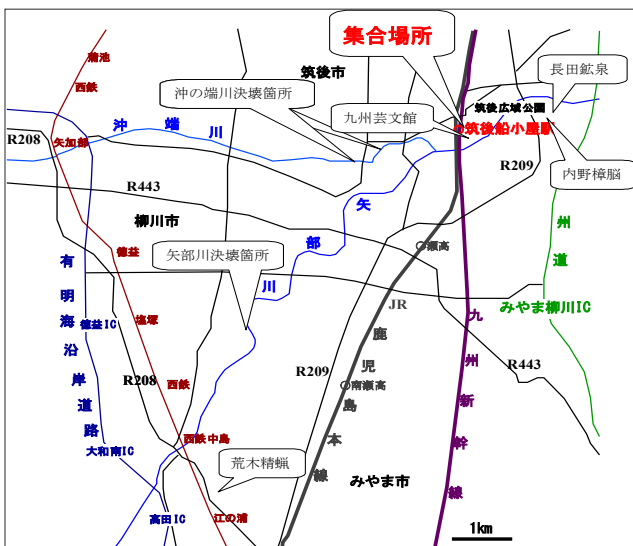 集合場所
蒲池
西鉄
筑後市
長田鉱泉
沖の端川決壊箇所
九州芸文館
筑後広域公園
沖端川
R208
矢加部
筑後船小屋駅
R209
内野樟脳
R443
柳川市
矢部川
矢部川決壊箇所
徳益
瀬高
州道
有明海沿岸道路
徳益IC
塩塚
JR鹿児島本線
九州新幹線
みやま柳川IC
R208
西鉄
R209
南瀬高
R443
西鉄中島
大和南IC
荒木精蝋
みやま市
高田IC
江の浦
1km